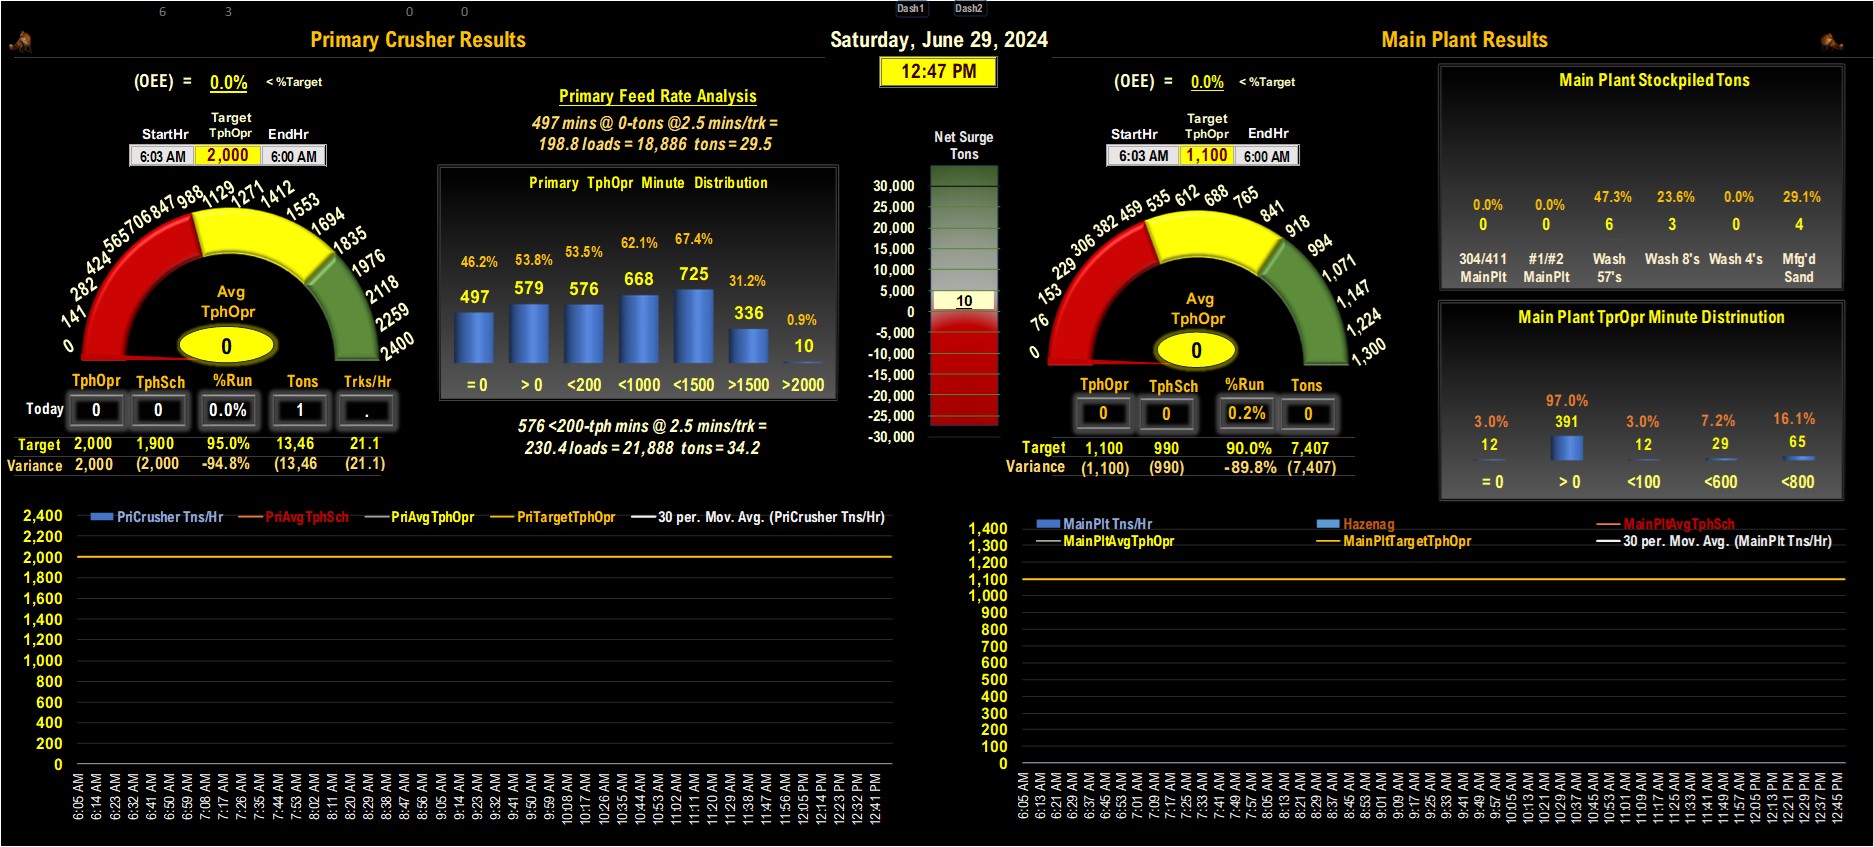 6 3 0 0 Dash1 Dash2
Primary Crusher Results
Saturday, June 29, 2024
Main Plant Results
12:47 PM
(OEE) = 0.0% < %Target
StartHr Target TphOpr EndHr
6:03 AM 2,000 6:00 AM
0 141 282 424 565 706 847 988 1129 1271 1412 1553 1694 1835 1976 2118 2259 2400
Avg
TphOpr
0
TphOpr TphSch %Run Tons Trks/Hr
Today 0 0 0.0% 1 .
Target 2,000 1,900 95.0% 13,46 21.1
Variance 2,000 (2,000 -94.8% (13,46 (21.1)
Primary Feed Rate Analysis
497 mins @ 0-tons @2.5 mins/trk =
198.8 loads = 18,886 tons = 29.5
Primary TphOpr Minute Distribution
46.2% 53.8% 53.5% 62.1% 67.4% 31.2% 0.9%
497 579 576 668 725 336 10
= 0 > 0 <200 <1000 <1500 >1500 >2000
576 <200-tph mins @ 2.5 mins/trk =
230.4 loads = 21,888 tons = 34.2
Net Surge
Tons
30,000
25,000
20,000
15,000
10,000
5,000
10
0
-5,000
-10,000
-15,000
-20,000
-25,000
-30,000
(OEE) = 0.0% < %Target
StartHr Target TphOpr EndHr
6:03 AM 1,100 6:00 AM
0 76 153 229 306 382 459 535 612 688 765 841 918 994 1,071 1,147 1,224 1,300
Avg
TphOpr
0
TphOpr TphSch %Run Tons
0 0 0.2% 0
Target 1,100 990 90.0% 7,407
Variance (1,100) (990) -89.8% (7,407)
Main Plant Stockpiled Tons
0.0% 0.0% 47.3% 23.6% 0.0% 29.1%
0 0 6 3 0 4
304/411 #1/#2 Wash Wash 8's Wash 4's Mfg'd
MainPlt MainPlt 57's Sand
Main Plant TprOpr Minute Distrinution
3.0% 97.0% 3.0% 7.2% 16.1%
12 391 12 29 65
= 0 > 0 <100 <600 <800
PriCrusher Tns/Hr PriAvgTphSch PriAvgTphOpr PriTargetTphOpr 30 per. Mov. Avg. (PriCrusher Tns/Hr)
2,400
2,200
2,000
1,800
1,600
1,400
1,200
1,000
800
600
400
200
0
6:05 AM 6:14 AM 6:23 AM 6:32 AM 6:41 AM 6:50 AM 6:59 AM 7:08 AM 7:17 AM 7:26 AM 7:35 AM 7:44 AM 7:53 AM 8:02 AM 8:11 AM 8:20 AM 8:29 AM 8:38 AM 8:47 AM 8:56 AM 9:05 AM 9:14 AM 9:23 AM 9:32 AM 9:41 AM 9:50 AM 9:59 AM 10:08 AM 10:17 AM 10:26 AM 10:35 AM 10:44 AM 10:53 AM 11:02 AM 11:11 AM 11:20 AM 11:29 AM 11:38 AM 11:47 AM 11:56 AM 12:05 PM 12:14 PM 12:23 PM 12:32 PM 12:41 PM
MainPlt Tns/Hr Hazenag MainPltAvgTphSch
MainPltAvgTphOpr MainPltTargetTphOpr 30 per. Mov. Avg. (MainPlt Tns/Hr)
1,400
1,300
1,200
1,100
1,000
900
800
700
600
500
400
300
200
100
0
6:05 AM 6:13 AM 6:21 AM 6:29 AM 6:37 AM 6:45 AM 6:53 AM 7:01 AM 7:09 AM 7:17 AM 7:25 AM 7:33 AM 7:41 AM 7:49 AM 7:57 AM 8:05 AM 8:13 AM 8:21 AM 8:29 AM 8:37 AM 8:45 AM 8:53 AM 9:01 AM 9:09 AM 9:17 AM 9:25 AM 9:33 AM 9:41 AM 9:49 AM 9:57 AM 10:05 AM 10:13 AM 10:21 AM 10:29 AM 10:37 AM 10:45 AM 10:53 AM 11:01 AM 11:09 AM 11:17 AM 11:25 AM 11:33 AM 11:41 AM 11:49 AM 11:57 AM 12:05 PM 12:13 PM 12:21 PM 12:29 PM 12:37 PM 12:45 PM